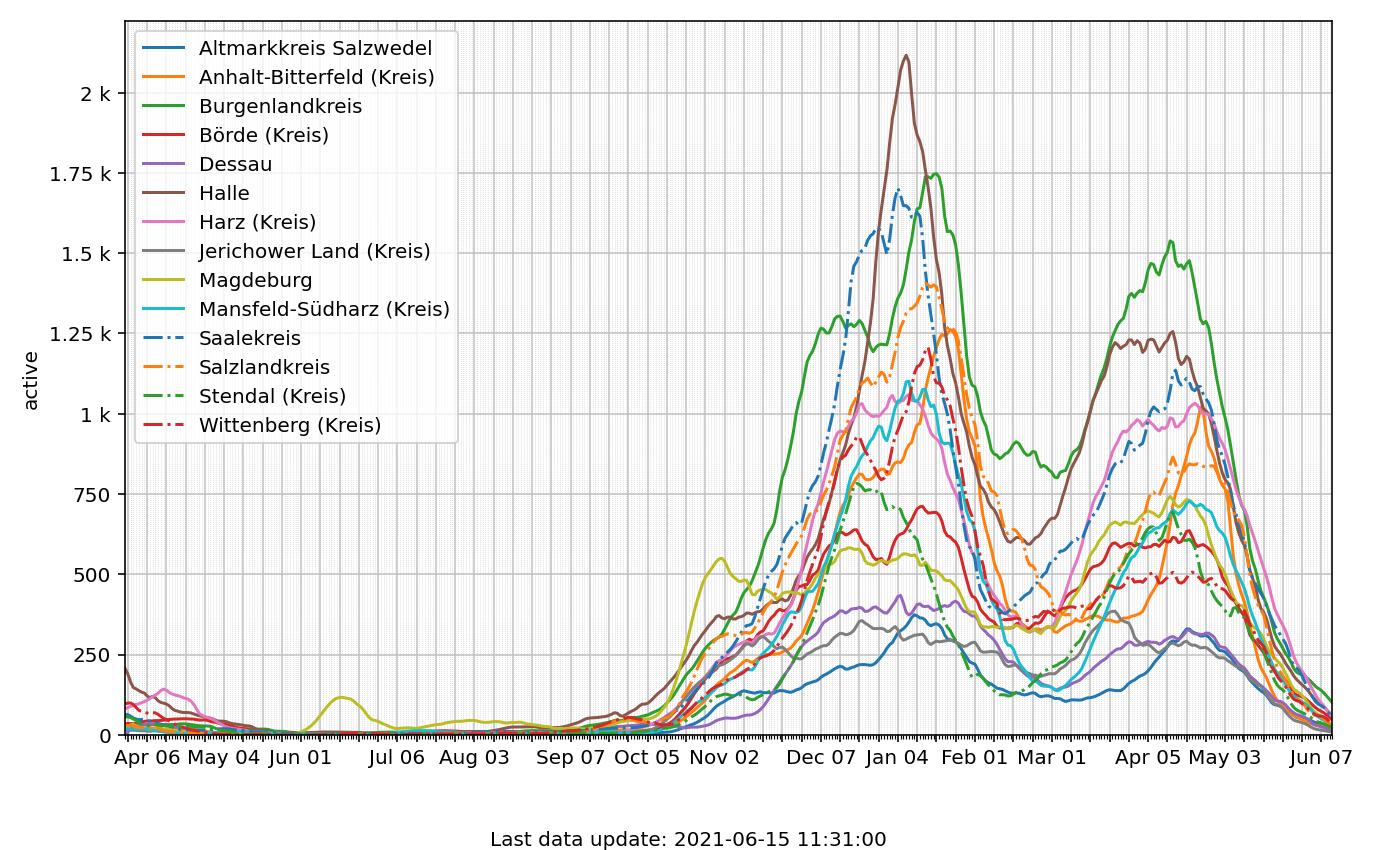 Altmarkkreis Salzwedel
Anhalt-Bitterfeld (Kreis)
Burgenlandkreis
Börde (Kreis)
Dessau
Halle
Harz (Kreis)
Jerichower Land (Kreis)
Magdeburg
Mansfeld-Südharz (Kreis)
Saalekreis
Salzlandkreis
Stendal (Kreis)
Wittenberg (Kreis)
2 k
1.75 k
1.5 k
1.25 k
1 k
750
500
250
0
active
Apr 06 May 04 Jun 01 Jul 06 Aug 03 Sep 07 Oct 05 Nov 02 Dec 07 Jan 04 Feb 01 Mar 01 Apr 05 May 03 Jun 07
Last data update: 2021-06-15 11:31:00